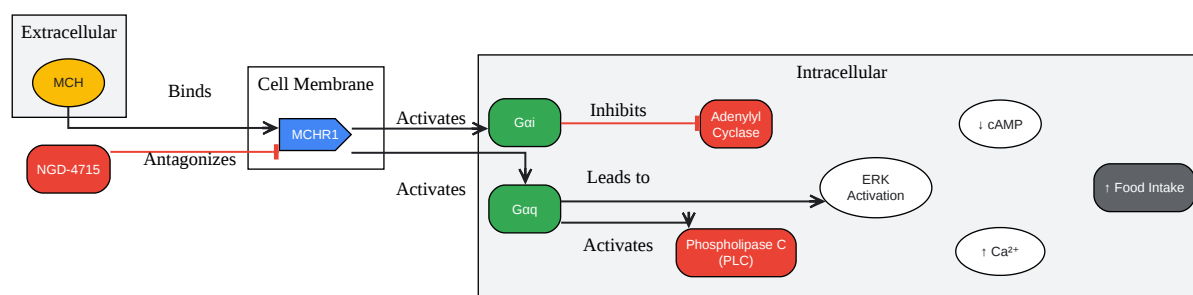 Extracellular
MCH
Binds
NGD-4715
Antagonizes
Cell Membrane
MCHR1
Activates
Activates
Intracellular
Gαi
Inhibits
Adenylyl
Cyclase
↓ cAMP
Gαq
Leads to
ERK
Activation
↑ Food Intake
Activates
Phospholipase C
(PLC)
↑ Ca²⁺